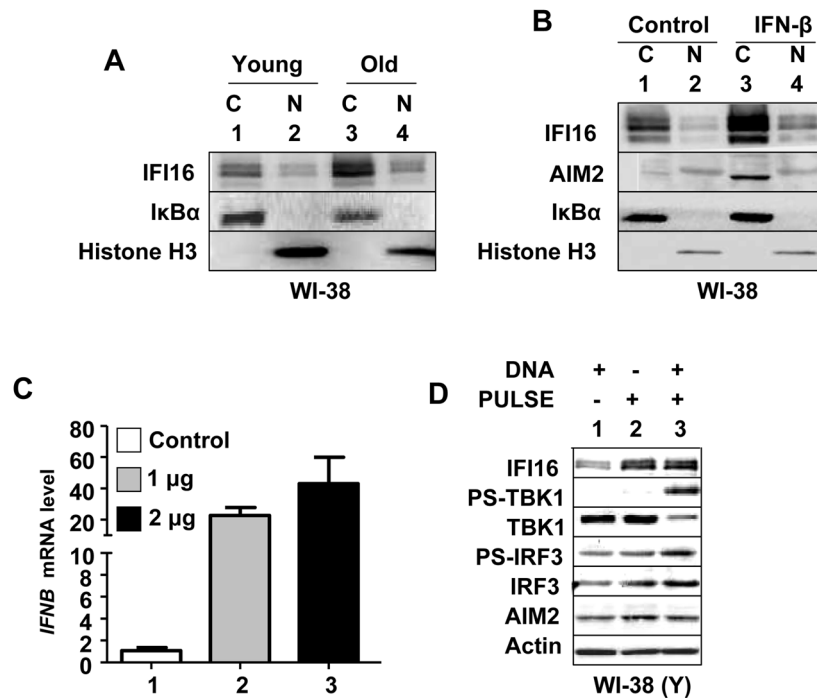 A
Young Old
C N C N
1 2 3 4
IFI16
IκBα
Histone H3
WI-38
B
Control IFN-β
C N C N
1 2 3 4
IFI16
AIM2
IκBα
Histone H3
WI-38
C
IFNB mRNA level
80
60
40
20
10
8
6
4
2
0
Control
1 µg
2 µg
1 2 3
D
DNA + - +
PULSE - + +
1 2 3
IFI16
PS-TBK1
TBK1
PS-IRF3
IRF3
AIM2
Actin
WI-38 (Y)